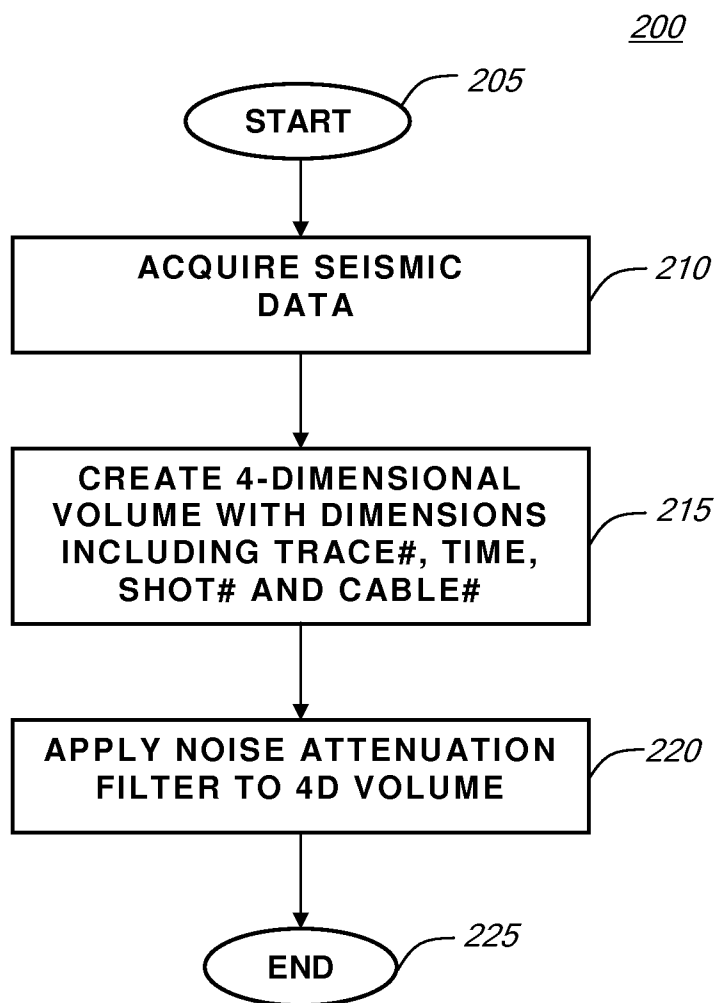 200
205
START
ACQUIRE SEISMIC
DATA
210
CREATE 4-DIMENSIONAL
VOLUME WITH DIMENSIONS
INCLUDING TRACE#, TIME,
SHOT# AND CABLE#
215
APPLY NOISE ATTENUATION
FILTER TO 4D VOLUME
220
END
225